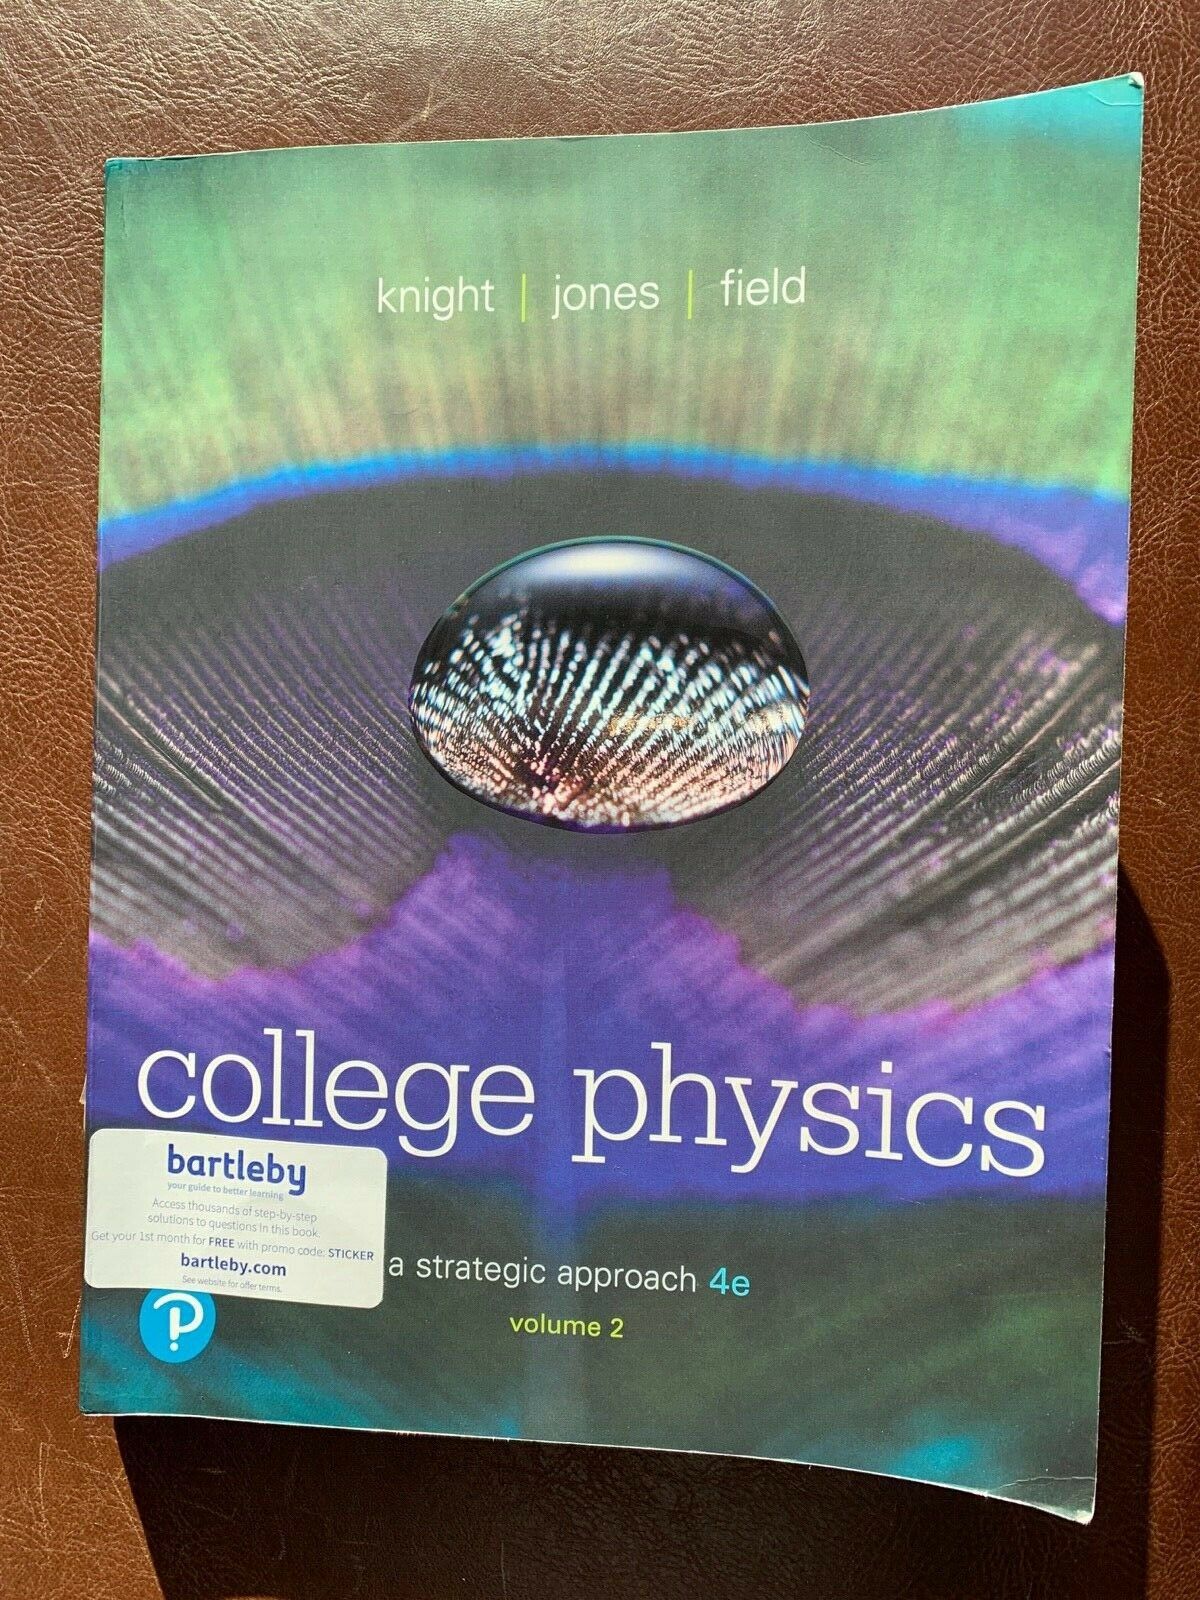 knight | jones | field
college physics
bartleby
your guide to better learning
Access thousands of step-by-step
solutions to questions in this book.
Get your 1st month for FREE with promo code: STICKER
bartleby.com
See website for offer terms.
a strategic approach 4e
volume 2
P